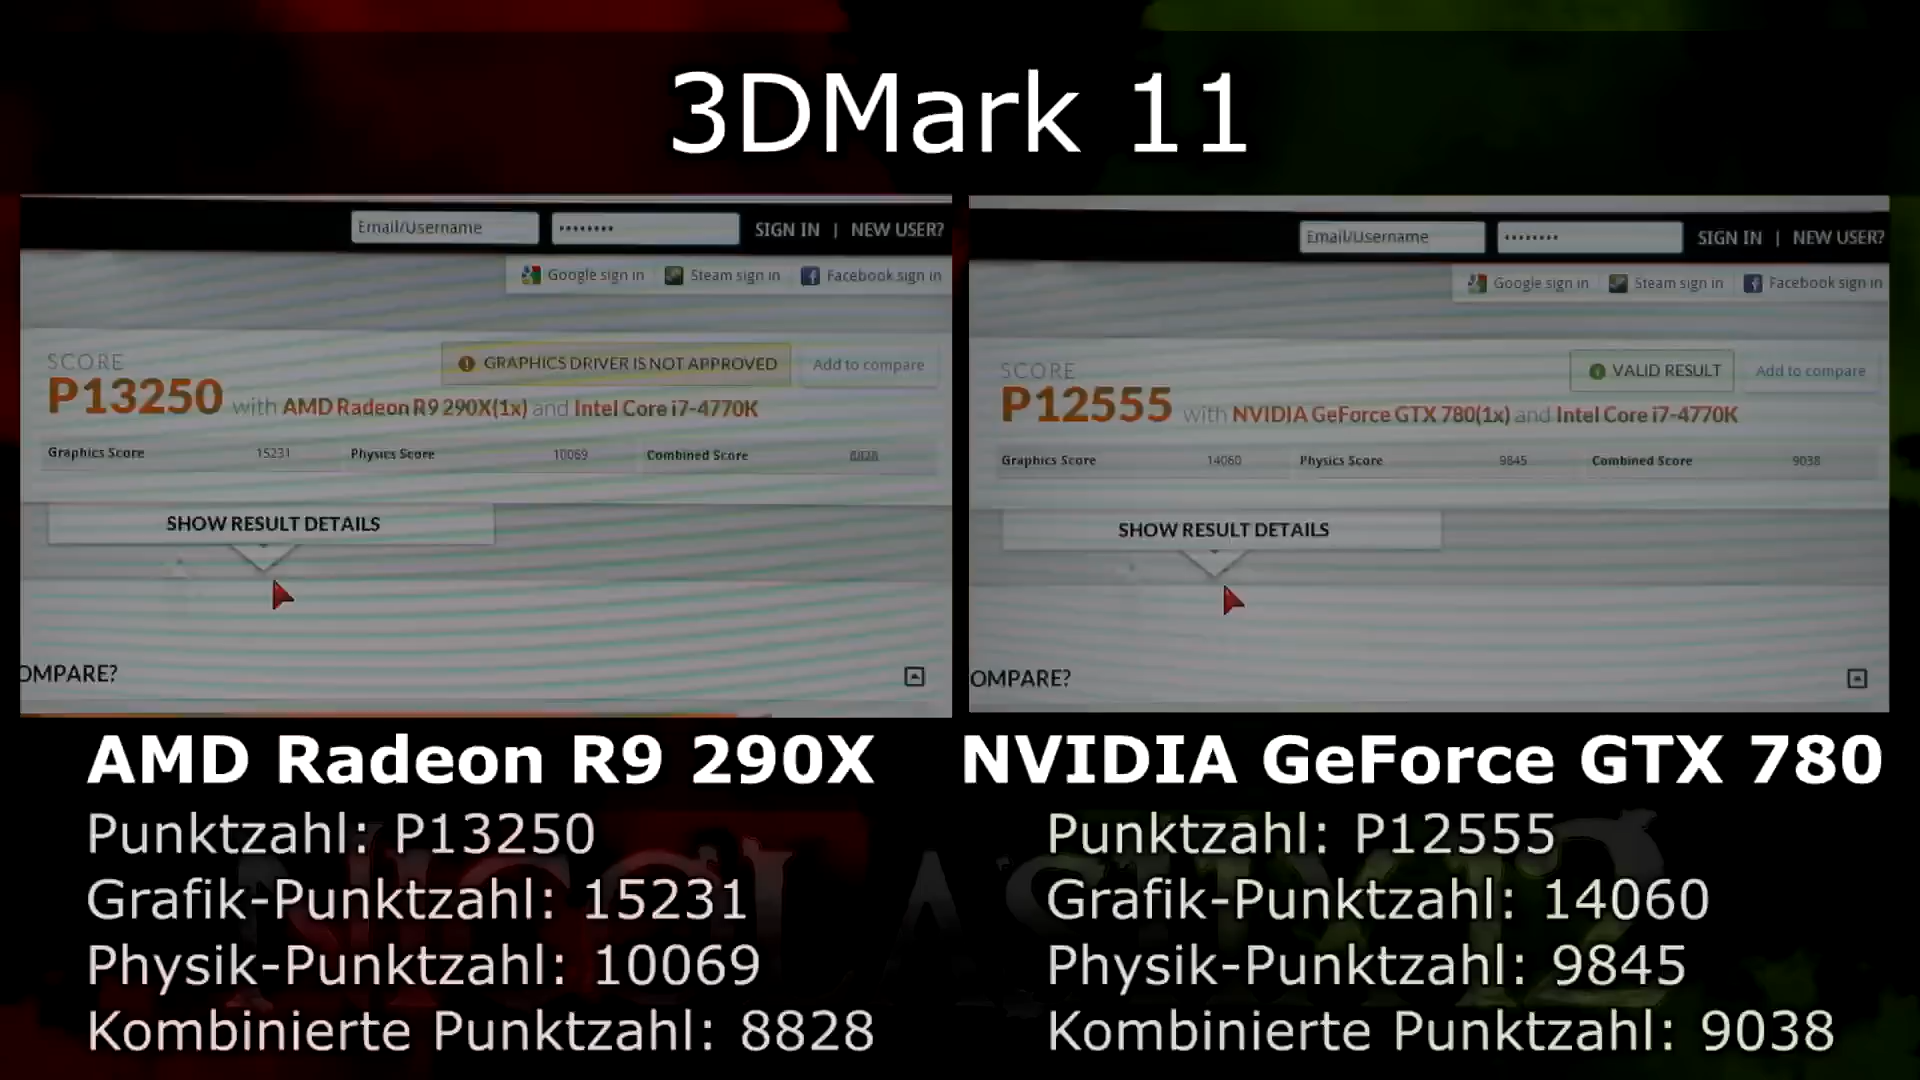 3DMark 11
Email/Username
••••••••
SIGN IN | NEW USER?
Google sign in
Steam sign in
Facebook sign in
SCORE
GRAPHICS DRIVER IS NOT APPROVED
Add to compare
P13250 with AMD Radeon R9 290X(1x) and Intel Core i7-4770K
Graphics Score 15231 Physics Score 10069 Combined Score 8828
SHOW RESULT DETAILS
OMPARE?
Email/Username
••••••••
SIGN IN | NEW USER?
Google sign in
Steam sign in
Facebook sign in
SCORE
VALID RESULT
Add to compare
P12555 with NVIDIA GeForce GTX 780(1x) and Intel Core i7-4770K
Graphics Score 14060 Physics Score 9845 Combined Score 9038
SHOW RESULT DETAILS
OMPARE?
AMD Radeon R9 290X
Punktzahl: P13250
Grafik-Punktzahl: 15231
Physik-Punktzahl: 10069
Kombinierte Punktzahl: 8828
NVIDIA GeForce GTX 780
Punktzahl: P12555
Grafik-Punktzahl: 14060
Physik-Punktzahl: 9845
Kombinierte Punktzahl: 9038